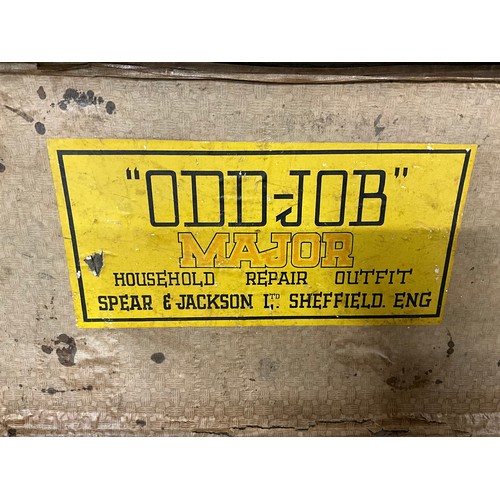 "ODD-JOB"
MAJOR
HOUSEHOLD REPAIR OUTFIT
SPEAR & JACKSON LTD. SHEFFIELD. ENG